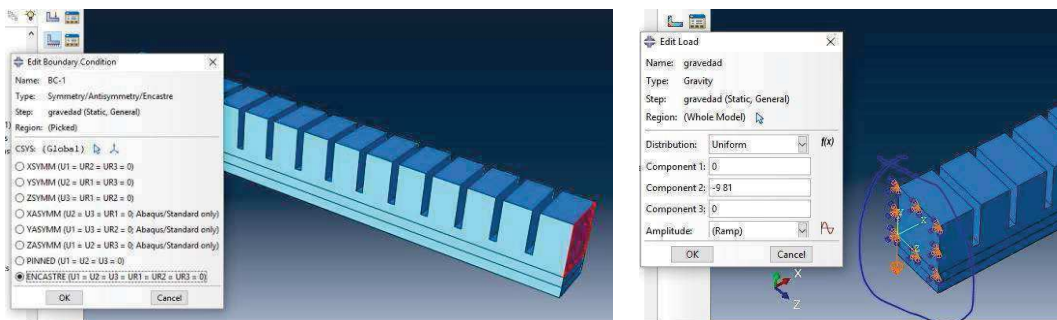 Edit Boundary Condition
Name: BC-1
Type: Symmetry/Antisymmetry/Encastre
Step: gravedad (Static, General)
Region: (Picked)
CSYS: (Global)
XSYMM (U1 = UR2 = UR3 = 0)
YSYMM (U2 = UR1 = UR3 = 0)
ZSYMM (U3 = UR1 = UR2 = 0)
XASYMM (U2 = U3 = UR1 = 0; Abaqus/Standard only)
YASYMM (U1 = U3 = UR2 = 0; Abaqus/Standard only)
ZASYMM (U1 = U2 = UR3 = 0; Abaqus/Standard only)
PINNED (U1 = U2 = U3 = 0)
ENCASTRE (U1 = U2 = U3 = UR1 = UR2 = UR3 = 0)
OK Cancel
Edit Load
Name: gravedad
Type: Gravity
Step: gravedad (Static, General)
Region: (Whole Model)
Distribution: Uniform f(x)
Component 1: 0
Component 2: -9 81
Component 3: 0
Amplitude: (Ramp)
OK Cancel
Y
X
Z
X
Z